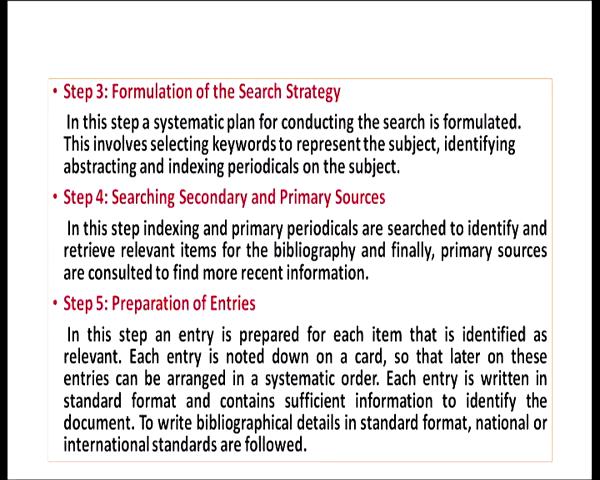 • Step 3: Formulation of the Search Strategy
In this step a systematic plan for conducting the search is formulated.
This involves selecting keywords to represent the subject, identifying
abstracting and indexing periodicals on the subject.
• Step 4: Searching Secondary and Primary Sources
In this step indexing and primary periodicals are searched to identify and
retrieve relevant items for the bibliography and finally, primary sources
are consulted to find more recent information.
• Step 5: Preparation of Entries
In this step an entry is prepared for each item that is identified as
relevant. Each entry is noted down on a card, so that later on these
entries can be arranged in a systematic order. Each entry is written in
standard format and contains sufficient information to identify the
document. To write bibliographical details in standard format, national or
international standards are followed.